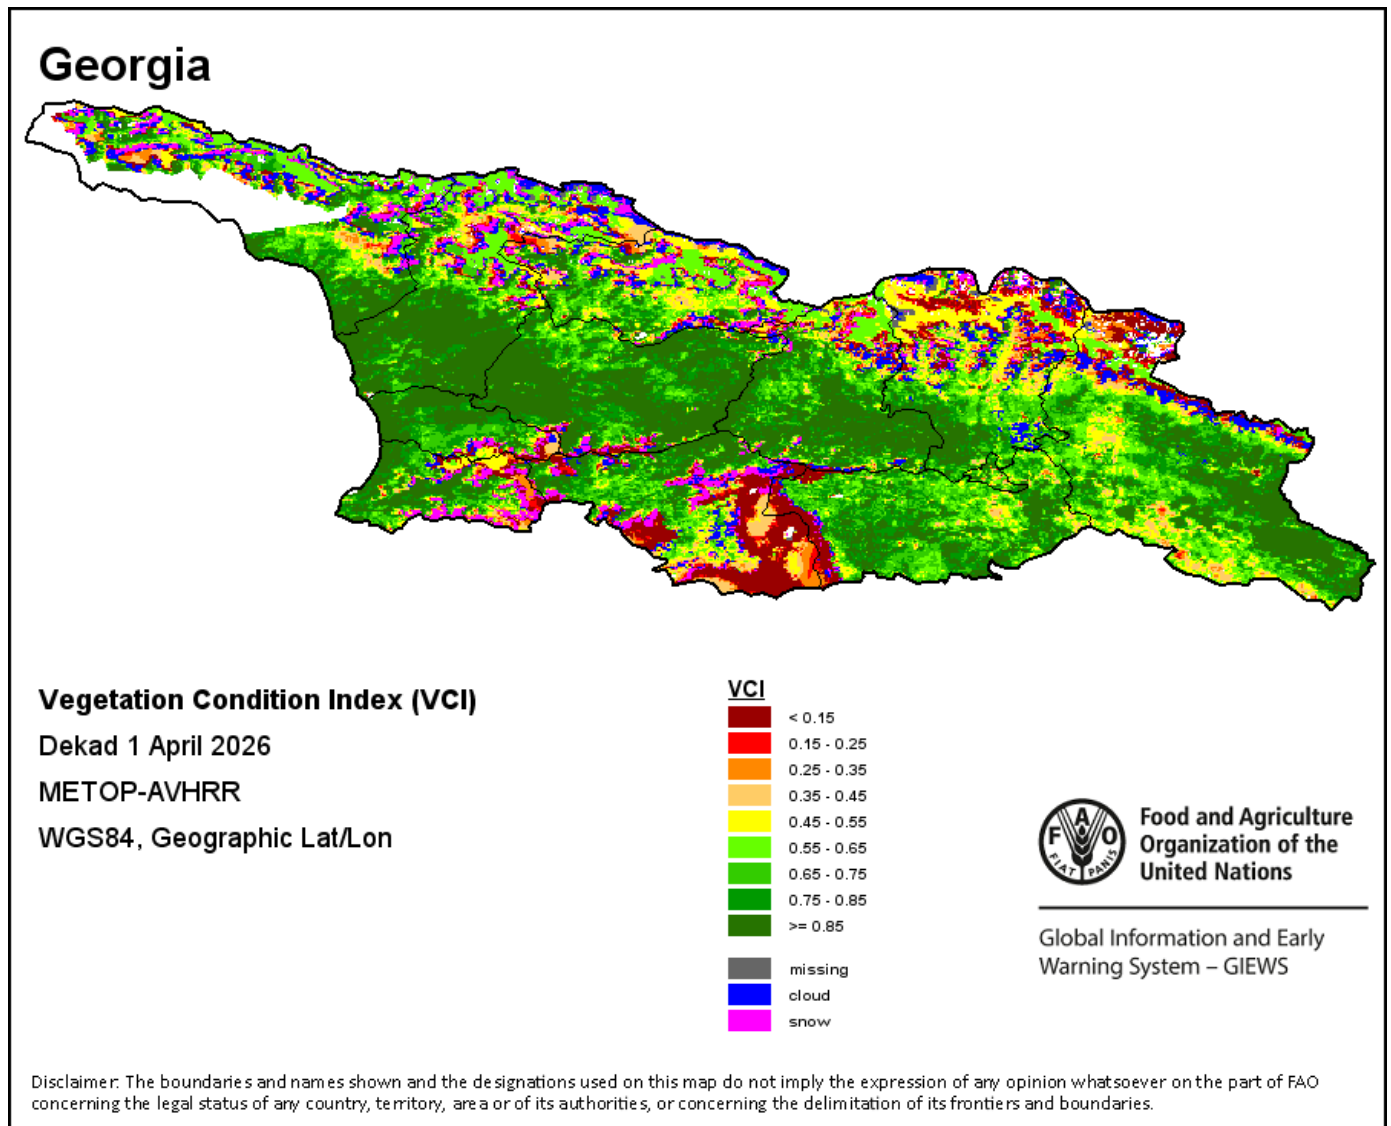 Georgia
Vegetation Condition Index (VCI)
Dekad 1 April 2026
METOP-AVHRR
WGS84, Geographic Lat/Lon
VCI
< 0.15
0.15 - 0.25
0.25 - 0.35
0.35 - 0.45
0.45 - 0.55
0.55 - 0.65
0.65 - 0.75
0.75 - 0.85
>= 0.85
missing
cloud
snow
F A O
FIAT PANIS
Food and Agriculture
Organization of the
United Nations
Global Information and Early
Warning System – GIEWS
Disclaimer: The boundaries and names shown and the designations used on this map do not imply the expression of any opinion whatsoever on the part of FAO
concerning the legal status of any country, territory, area or of its authorities, or concerning the delimitation of its frontiers and boundaries.